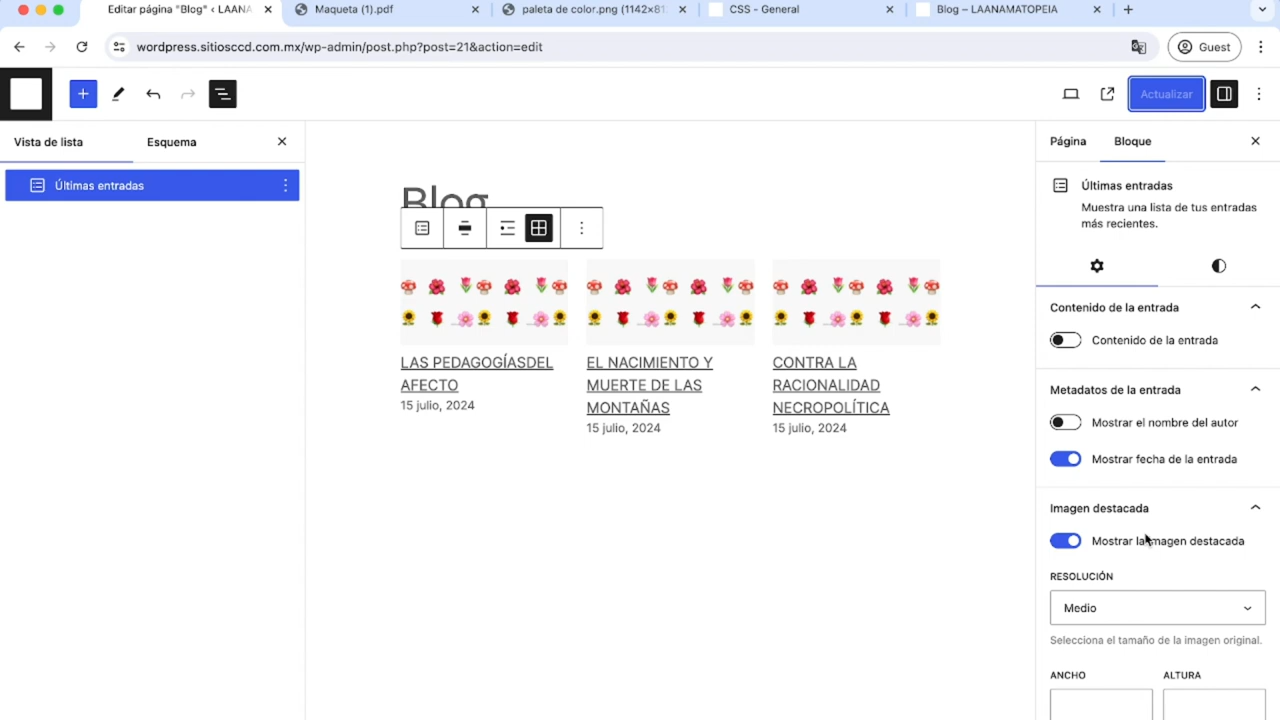 Editar página "Blog" ‹ LAANA
Maqueta (1).pdf
paleta de color.png (1142×81
CSS - General
Blog – LAANAMATOPEIA
wordpress.sitiosccd.com.mx/wp-admin/post.php?post=21&action=edit
Guest
Actualizar
Vista de lista
Esquema
Página
Bloque
Últimas entradas
Últimas entradas
Muestra una lista de tus entradas
más recientes.
Blog
LAS PEDAGOGÍASDEL
AFECTO
15 julio, 2024
EL NACIMIENTO Y
MUERTE DE LAS
MONTAÑAS
15 julio, 2024
CONTRA LA
RACIONALIDAD
NECROPOLÍTICA
15 julio, 2024
Contenido de la entrada
Contenido de la entrada
Metadatos de la entrada
Mostrar el nombre del autor
Mostrar fecha de la entrada
Imagen destacada
Mostrar la imagen destacada
RESOLUCIÓN
Medio
Selecciona el tamaño de la imagen original.
ANCHO
ALTURA